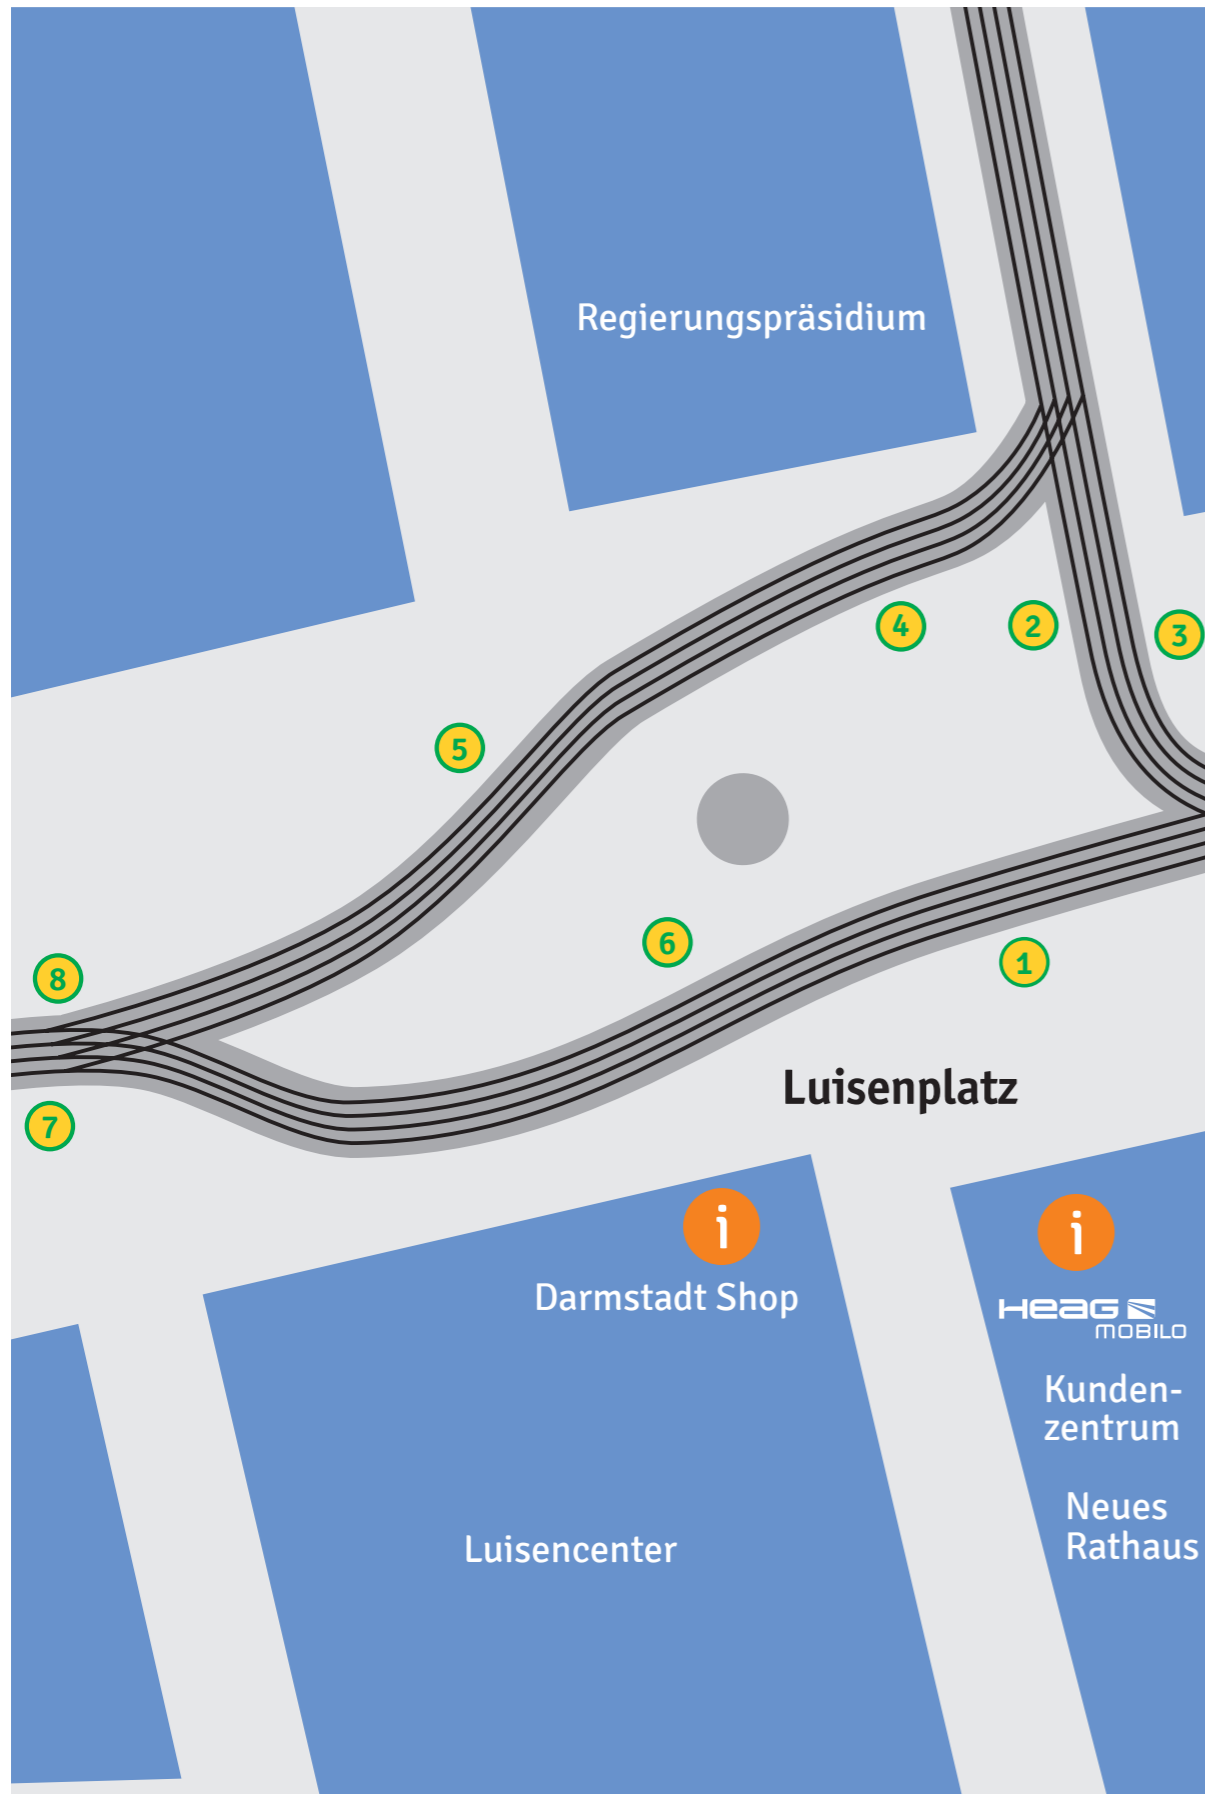 Regierungspräsidium
4
2
3
5
6
1
8
7
Luisenplatz
i
Darmstadt Shop
i
HEAG
MOBILO
Kunden-
zentrum
Neues
Rathaus
Luisencenter